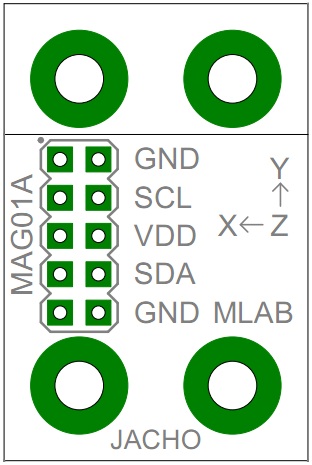 GND
SCL
VDD
SDA
GND
MAG01A
Y
X Z
MLAB
JACHO